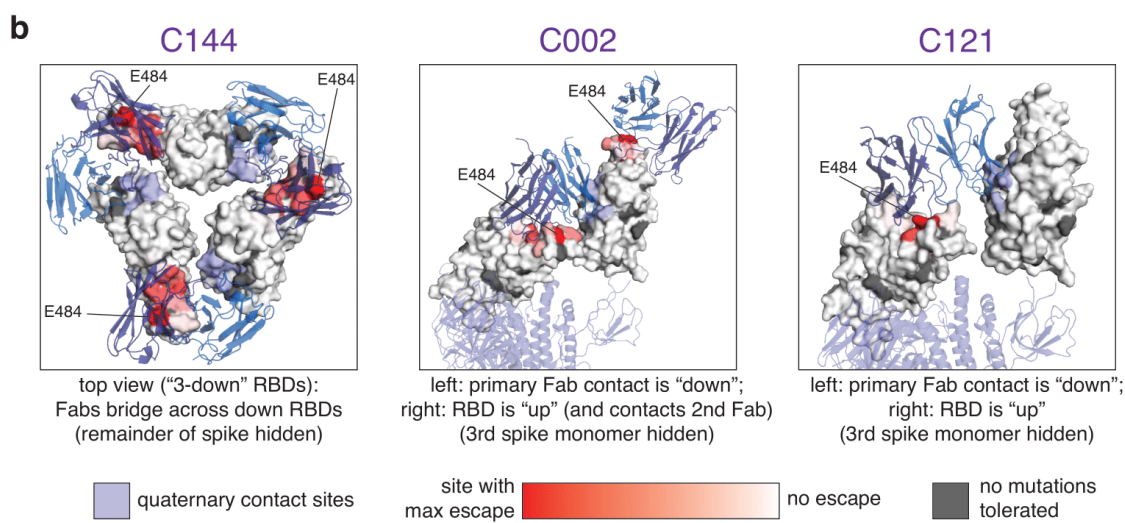 b
C144
C002
C121
E484
E484
E484
E484
E484
E484
top view (“3-down” RBDs):
Fabs bridge across down RBDs
(remainder of spike hidden)
left: primary Fab contact is “down”;
right: RBD is “up” (and contacts 2nd Fab)
(3rd spike monomer hidden)
left: primary Fab contact is “down”;
right: RBD is “up”
(3rd spike monomer hidden)
quaternary contact sites
site with
max escape
no escape
no mutations
tolerated